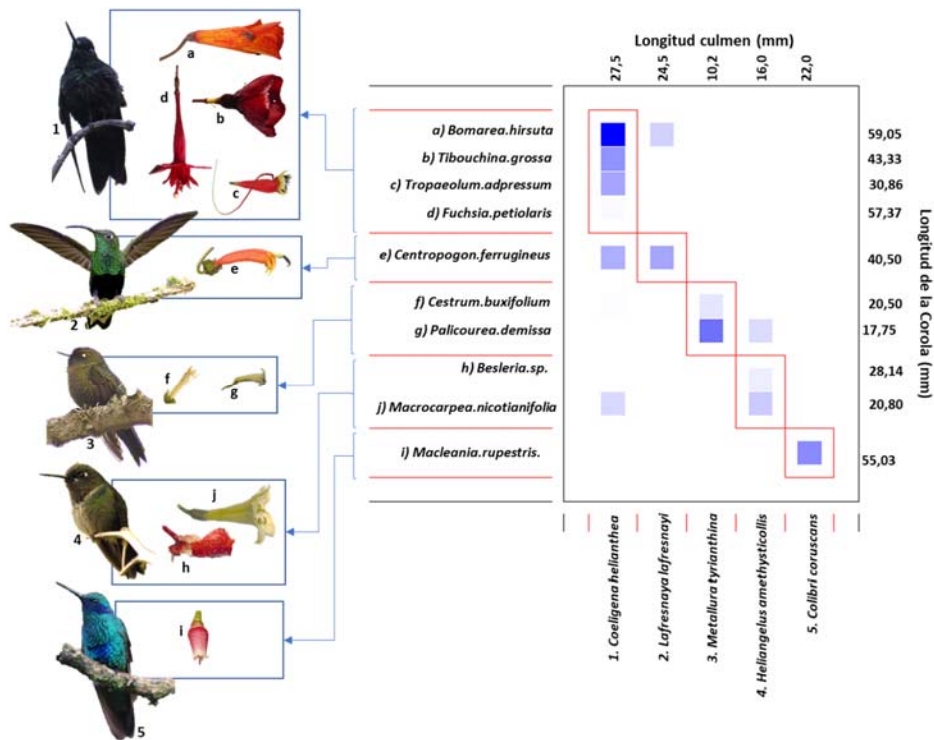 Longitud culmen (mm)
27,5
24,5
10,2
16,0
22,0
a
d
b
1
c
a) Bomarea.hirsuta
b) Tibouchina.grossa
c) Tropaeolum.adpressum
d) Fuchsia.petiolaris
59,05
43,33
30,86
57,37
e
2
e) Centropogon.ferrugineus
40,50
f
g
3
f) Cestrum.buxifolium
g) Palicourea.demissa
20,50
17,75
j
4
h
h) Besleria.sp.
j) Macrocarpea.nicotianifolia
28,14
20,80
i
5
i) Macleania.rupestris.
55,03
Longitud de la Corola (mm)
1. Coeligena helianthea
2. Lafresnaya lafresnayi
3. Metallura tyrianthina
4. Heliangelus amethysticollis
5. Colibri coruscans